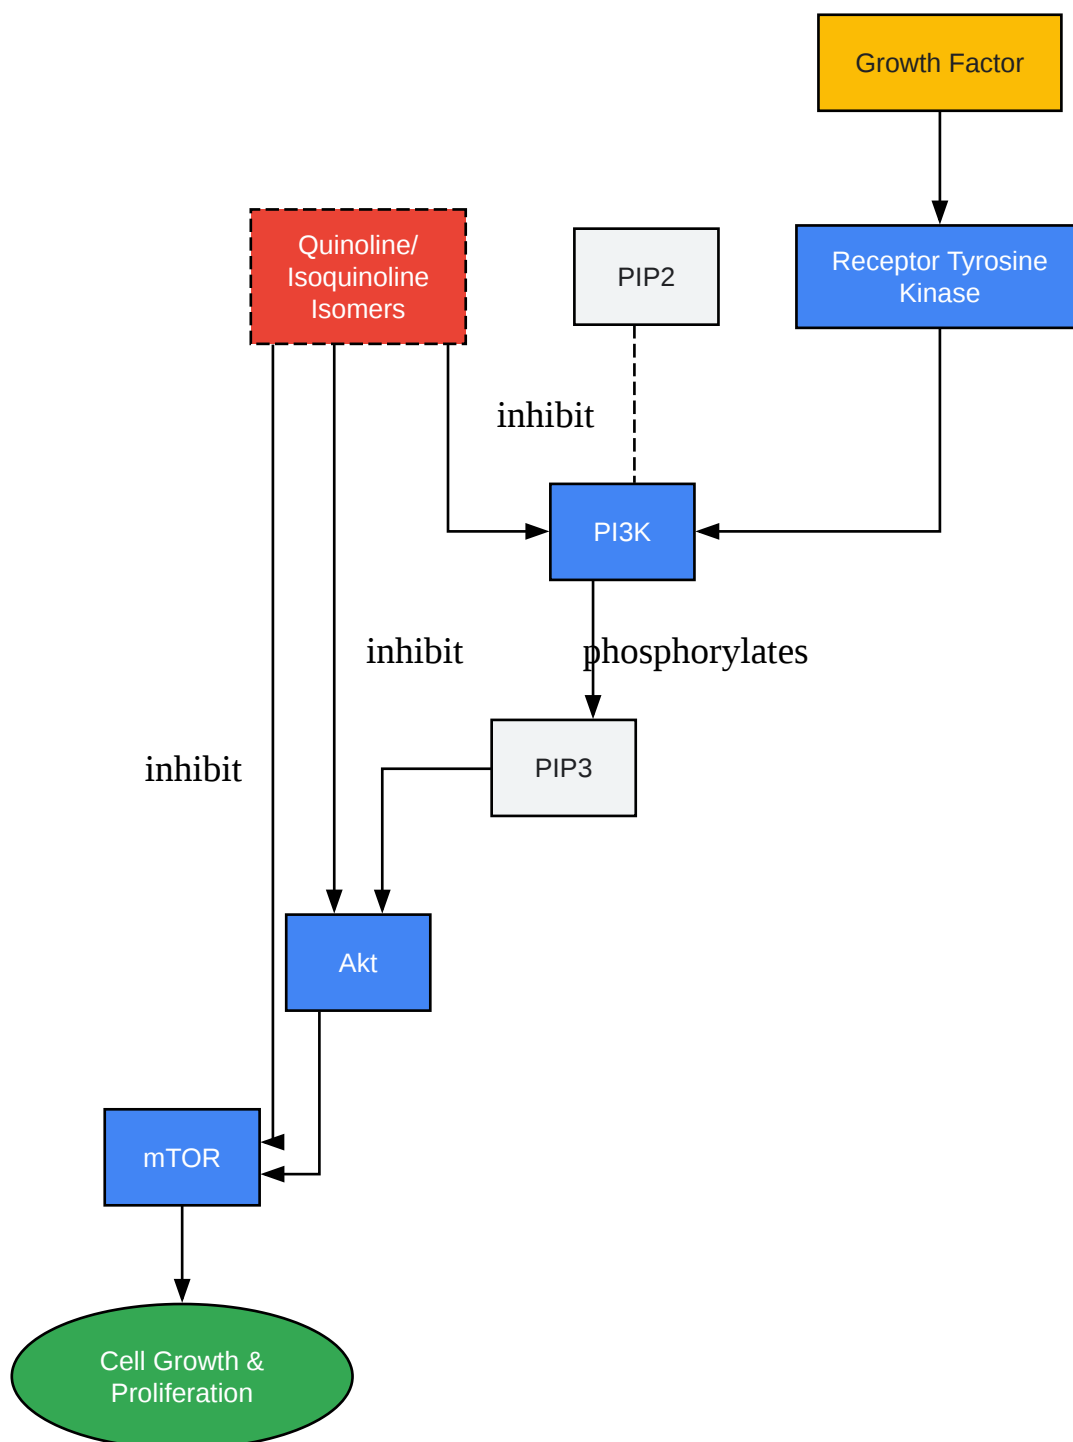 Growth Factor
Quinoline/
Isoquinoline
Isomers
PIP2
Receptor Tyrosine
Kinase
inhibit
PI3K
inhibit
phosphorylates
inhibit
PIP3
Akt
mTOR
Cell Growth &
Proliferation